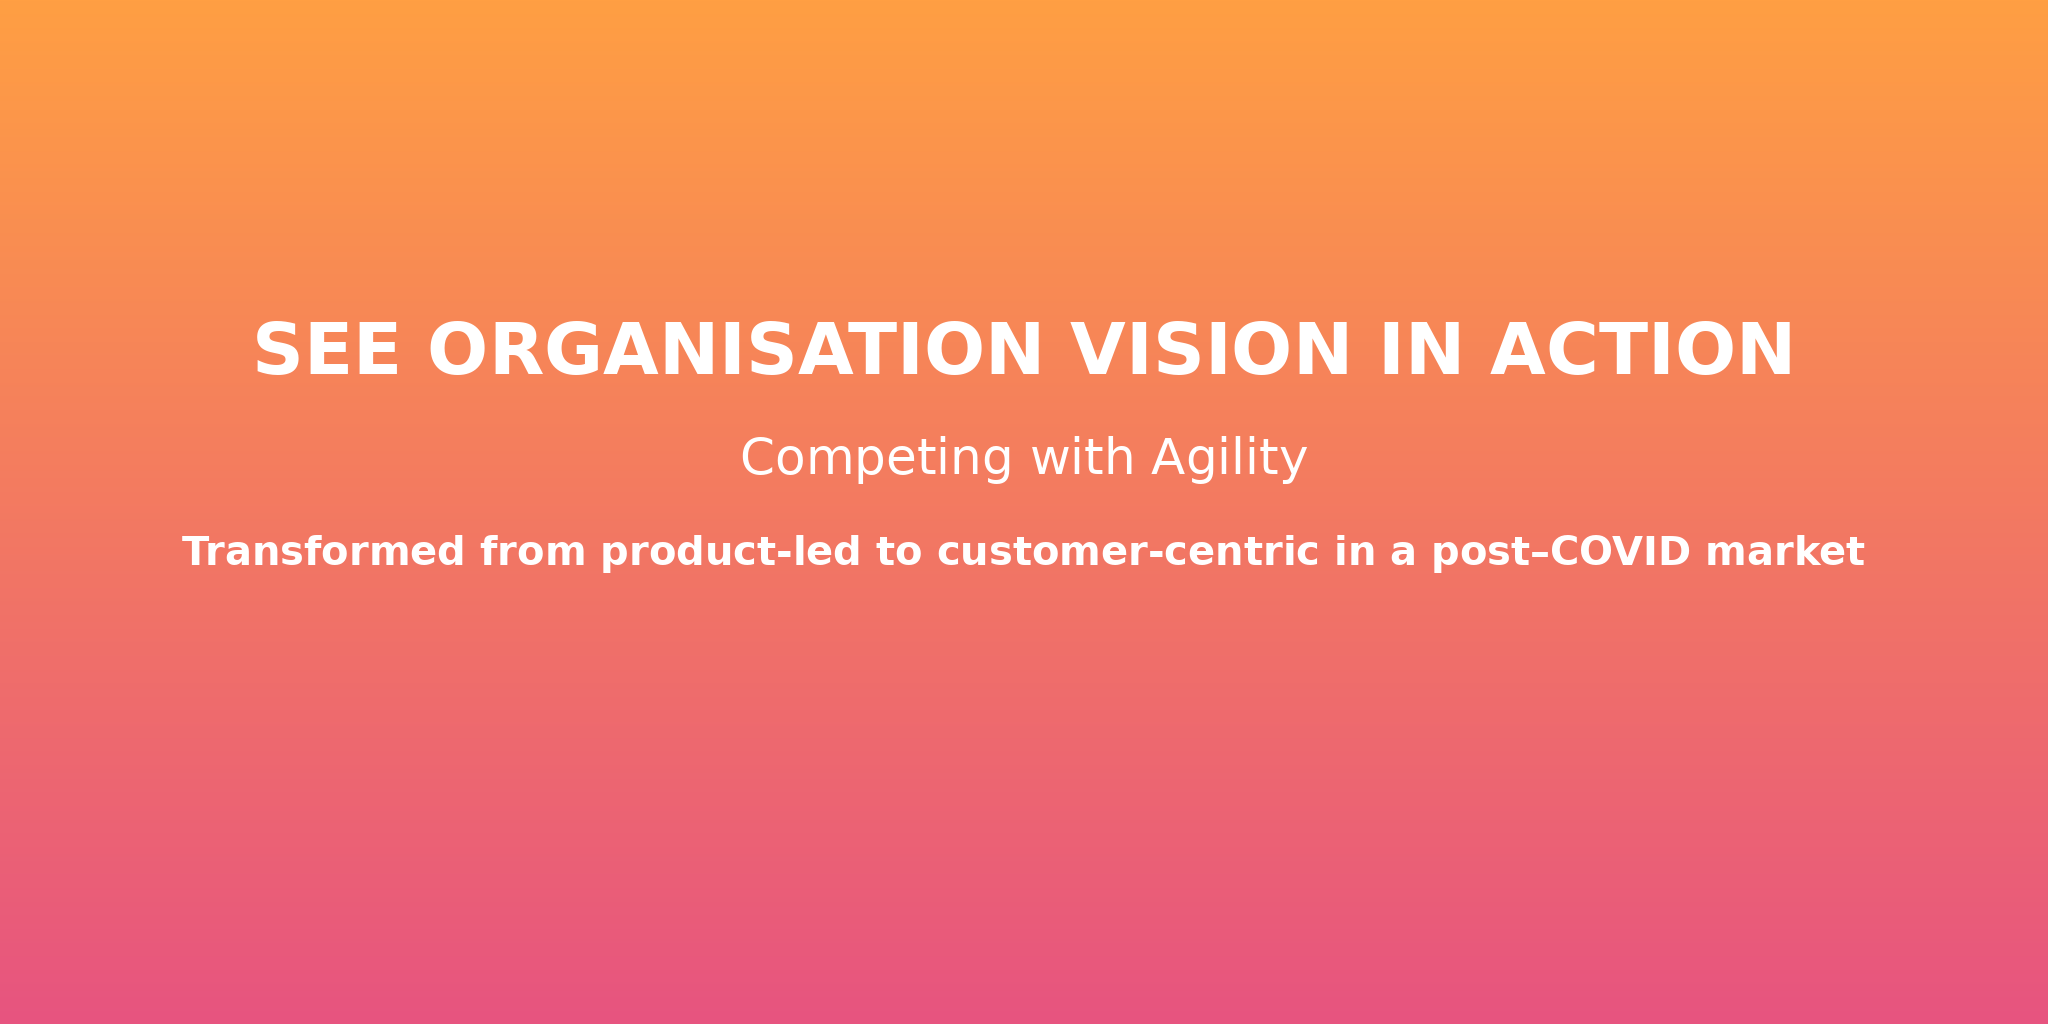 SEE ORGANISATION VISION IN ACTION
Competing with Agility
Transformed from product-led to customer-centric in a post–COVID market